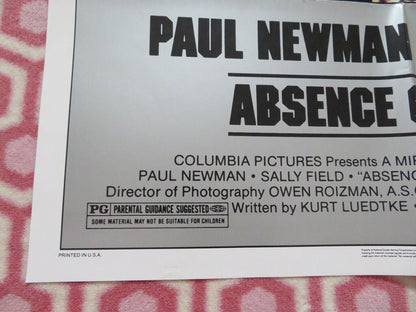 PAUL NEWMAN
ABSENCE
COLUMBIA PICTURES Presents A
PAUL NEWMAN • SALLY FIELD • "ABSENC
Director of Photography OWEN ROIZMAN, A.S.
PG PARENTAL GUIDANCE SUGGESTED
SOME MATERIAL MAY NOT BE SUITABLE FOR CHILDREN
Written by KURT LUEDTKE •
PRINTED IN U.S.A.